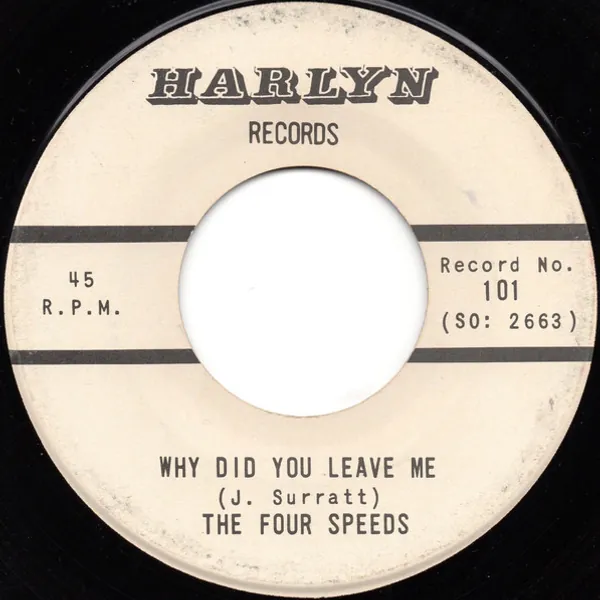 HARLYN
RECORDS
45
R.P.M.
Record No.
101
(SO: 2663)
WHY DID YOU LEAVE ME
(J. Surratt)
THE FOUR SPEEDS